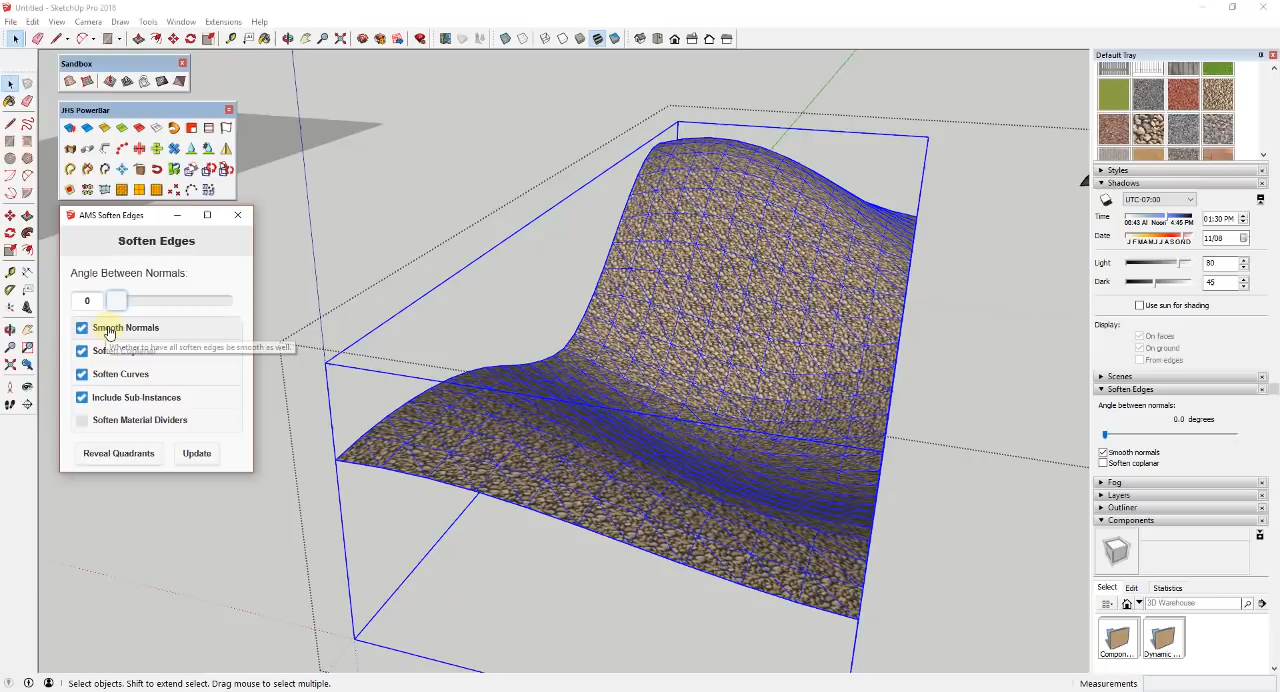 Untitled - SketchUp Pro 2018
File Edit View Camera Draw Tools Window Extensions Help
Sandbox
JHS PowerBar
AMS Soften Edges
Soften Edges
Angle Between Normals:
0
Smooth Normals
Whether to have all soften edges be smooth as well.
Soften Coplanar
Soften Curves
Include Sub-Instances
Soften Material Dividers
Reveal Quadrants Update
Default Tray
Styles
Shadows
UTC-07:00
Time 06:43 AM Noon 4:45 PM 01:30 PM
Date J F M A M J J A S O N D 11/08
Light 80
Dark 45
Use sun for shading
Display:
On faces
On ground
From edges
Scenes
Soften Edges
Angle between normals:
0.0 degrees
Smooth normals
Soften coplanar
Fog
Layers
Outliner
Components
Select Edit Statistics
3D Warehouse
Compon... Dynamic ...
Select objects. Shift to extend select. Drag mouse to select multiple.
Measurements